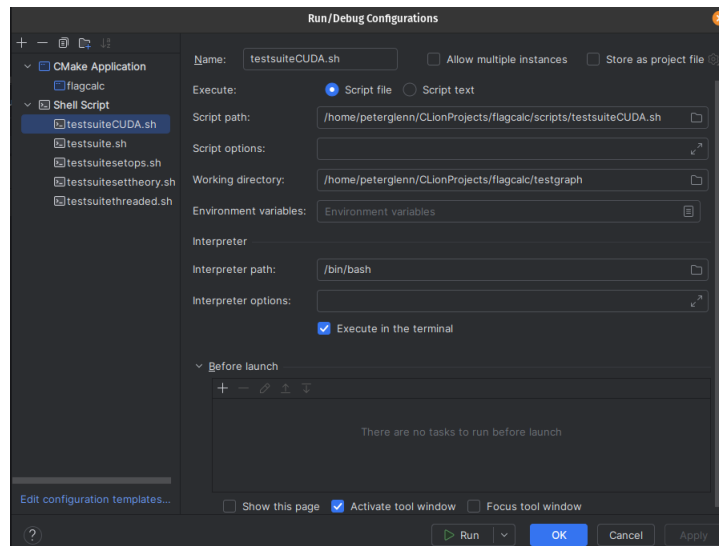 Run/Debug Configurations
CMake Application
flagcalc
Shell Script
testsuiteCUDA.sh
testsuite.sh
testsuitesetops.sh
testsuitesettheory.sh
testsuitethreaded.sh
Edit configuration templates...
Name: testsuiteCUDA.sh Allow multiple instances Store as project file
Execute: Script file Script text
Script path: /home/peterglenn/CLionProjects/flagcalc/scripts/testsuiteCUDA.sh
Script options:
Working directory: /home/peterglenn/CLionProjects/flagcalc/testgraph
Environment variables: Environment variables
Interpreter
Interpreter path: /bin/bash
Interpreter options:
Execute in the terminal
Before launch
There are no tasks to run before launch
Show this page Activate tool window Focus tool window
? Run OK Cancel Apply